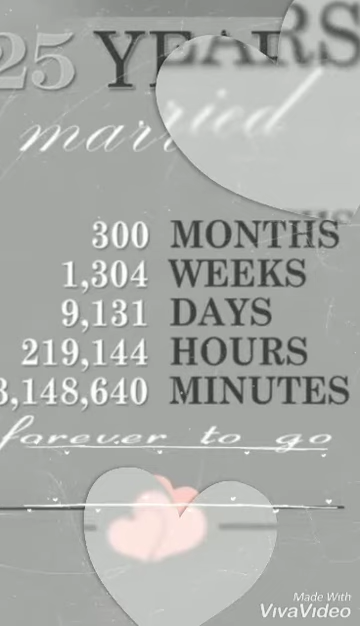 25 YEARS
married
300 MONTHS
1,304 WEEKS
9,131 DAYS
219,144 HOURS
3,148,640 MINUTES
forever to go
Made With
VivaVideo